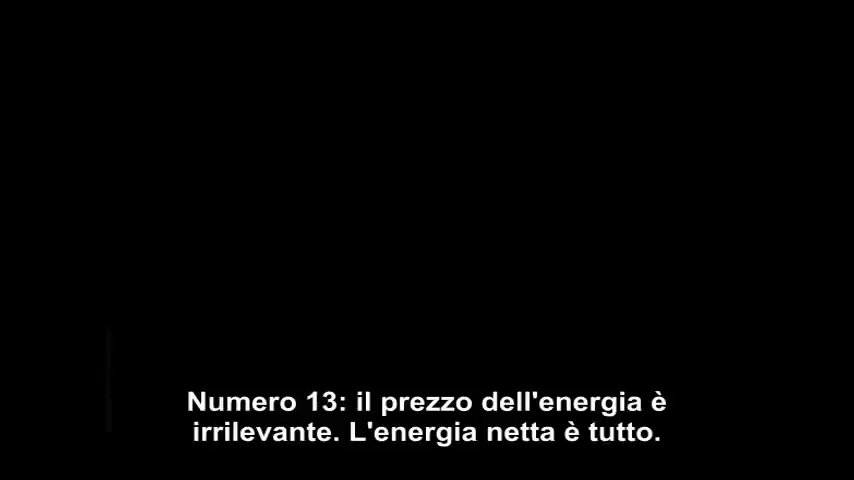 Numero 13: il prezzo dell'energia è
irrilevante. L'energia netta è tutto.